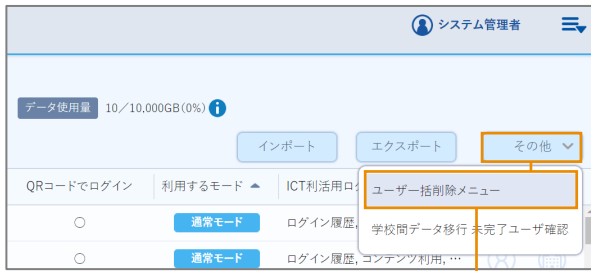 システム管理者
データ使用量 10／10,000GB(0%)
インポート エクスポート その他
QRコードでログイン 利用するモード ICT利活用ロ
ユーザー括削除メニュー
○ 通常モード ログイン履歴,
学校間データ移行 未完了ユーザ確認
○ 通常モード ログイン履歴, コンテンツ利用, …